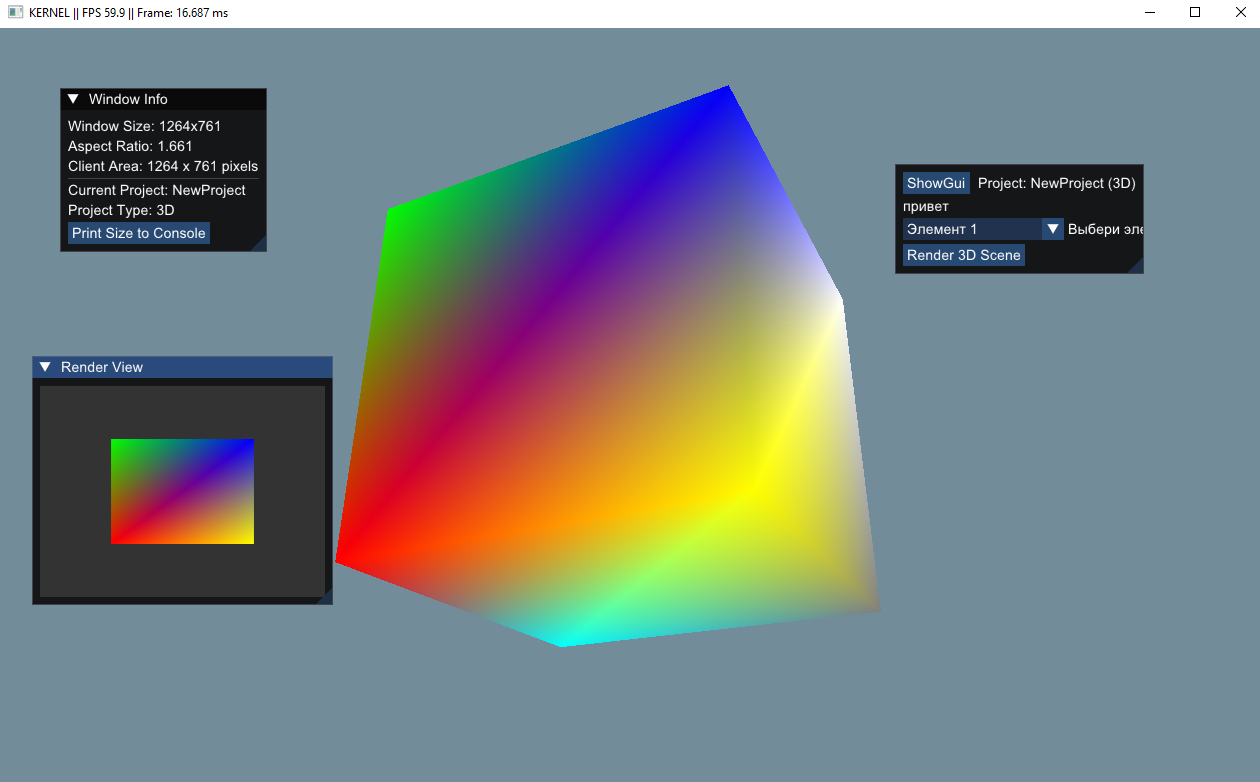 KERNEL || FPS 59.9 || Frame: 16.687 ms
Window Info
Window Size: 1264x761
Aspect Ratio: 1.661
Client Area: 1264 x 761 pixels
Current Project: NewProject
Project Type: 3D
Print Size to Console
ShowGui Project: NewProject (3D)
привет
Элемент 1 Выбери
Render 3D Scene
Render View